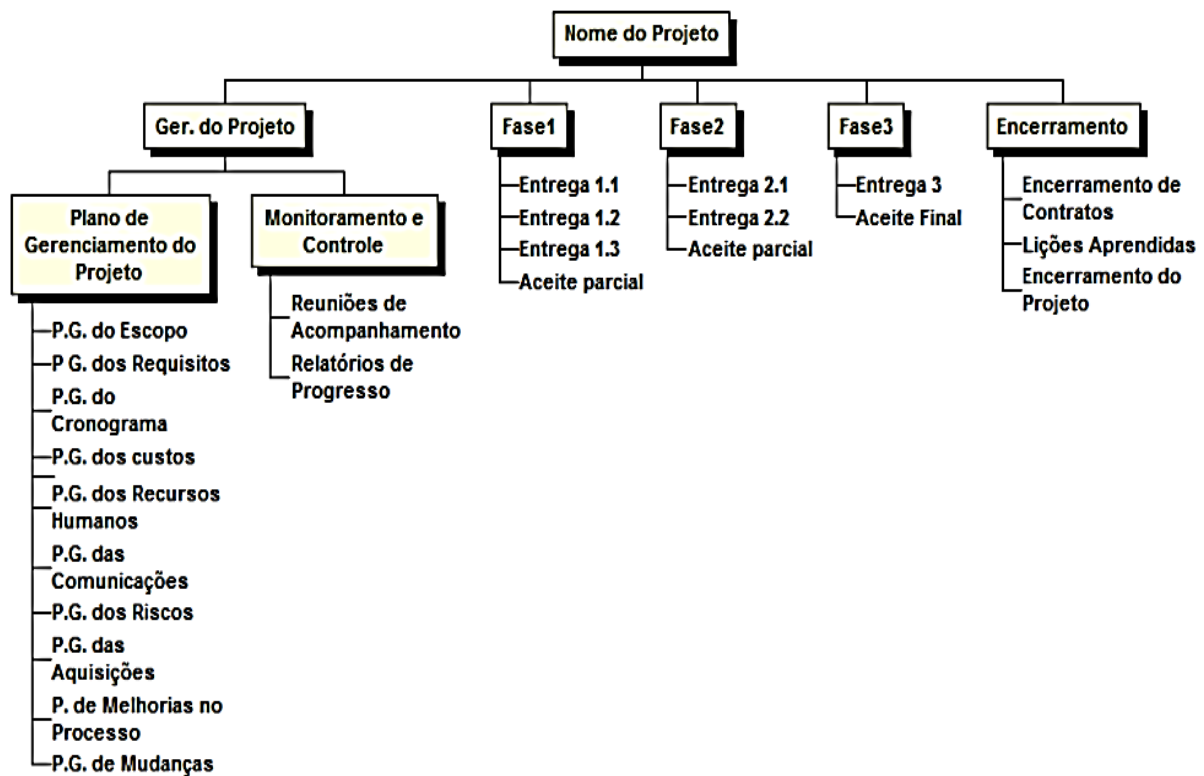 Nome do Projeto
Ger. do Projeto
Fase1
Fase2
Fase3
Encerramento
Plano de
Gerenciamento do
Projeto
P.G. do Escopo
P G. dos Requisitos
P.G. do
Cronograma
P.G. dos custos
P.G. dos Recursos
Humanos
P.G. das
Comunicações
P.G. dos Riscos
P.G. das
Aquisições
P. de Melhorias no
Processo
P.G. de Mudanças
Monitoramento e
Controle
Reuniões de
Acompanhamento
Relatórios de
Progresso
Entrega 1.1
Entrega 1.2
Entrega 1.3
Aceite parcial
Entrega 2.1
Entrega 2.2
Aceite parcial
Entrega 3
Aceite Final
Encerramento de
Contratos
Lições Aprendidas
Encerramento do
Projeto